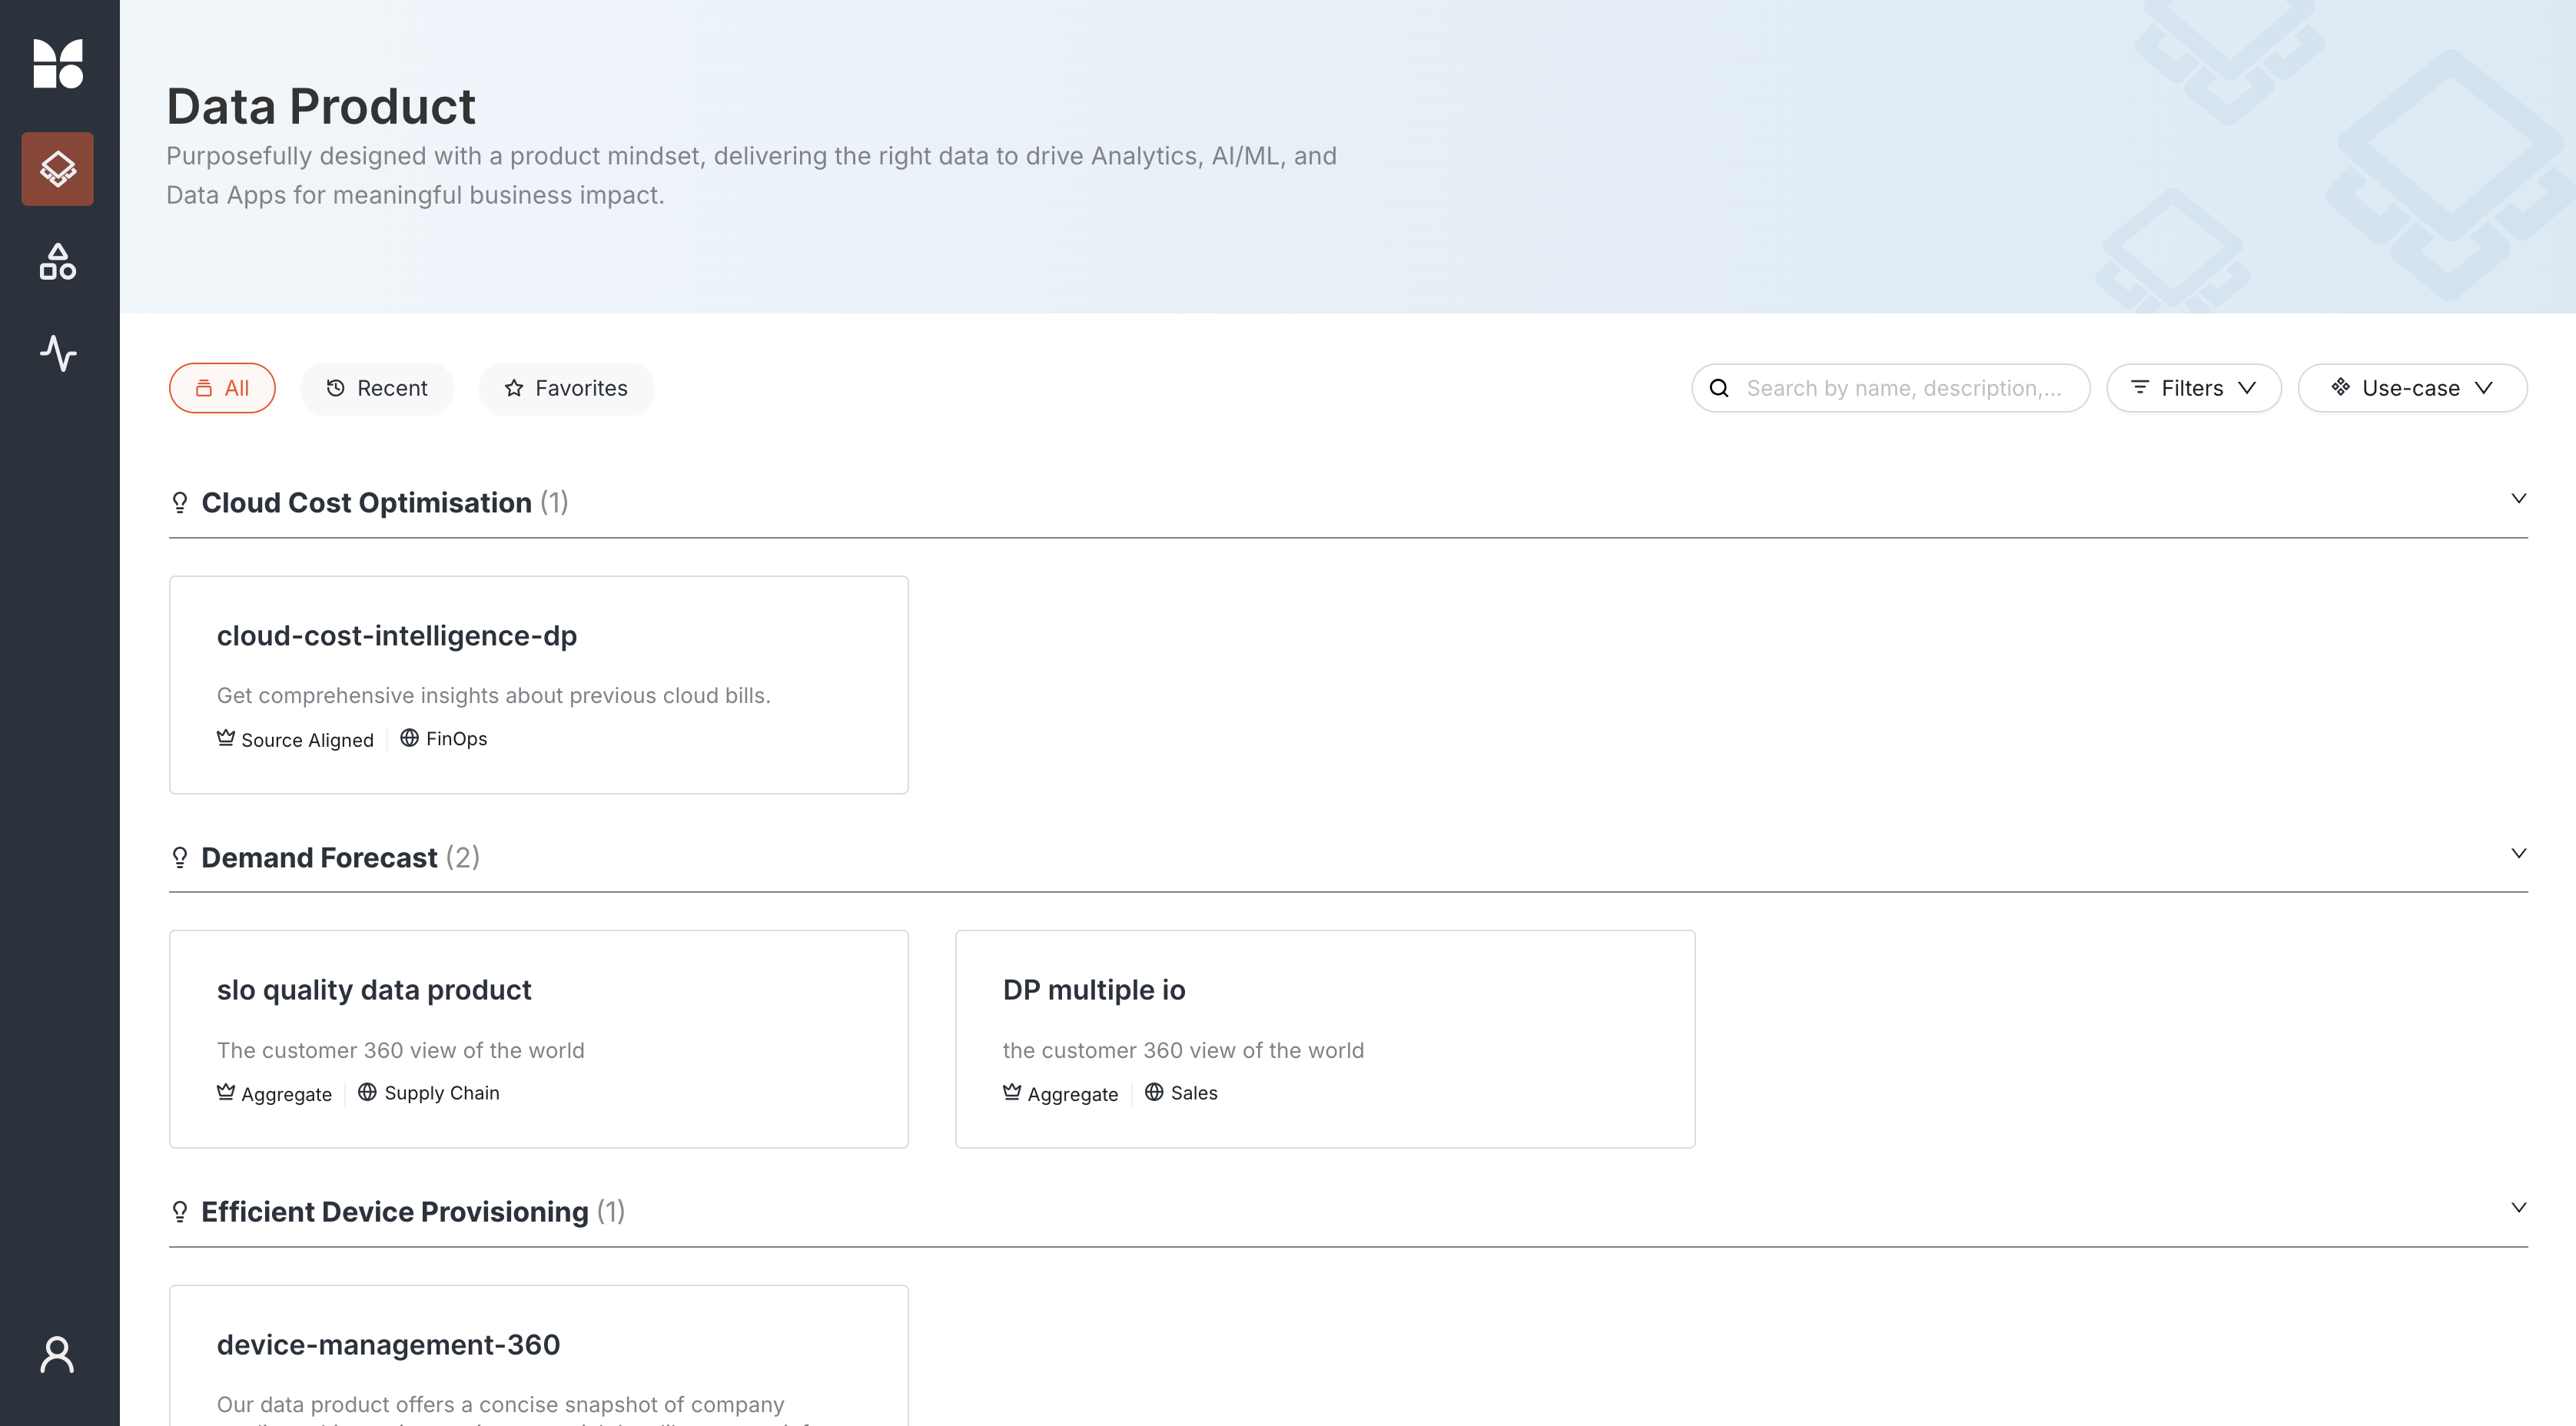 Data Product
Purposefully designed with a product mindset, delivering the right data to drive Analytics, AI/ML, and
Data Apps for meaningful business impact.
All
Recent
Favorites
Search by name, description,...
Filters
Use-case
Cloud Cost Optimisation (1)
cloud-cost-intelligence-dp
Get comprehensive insights about previous cloud bills.
Source Aligned
FinOps
Demand Forecast (2)
slo quality data product
The customer 360 view of the world
Aggregate
Supply Chain
DP multiple io
the customer 360 view of the world
Aggregate
Sales
Efficient Device Provisioning (1)
device-management-360
Our data product offers a concise snapshot of company